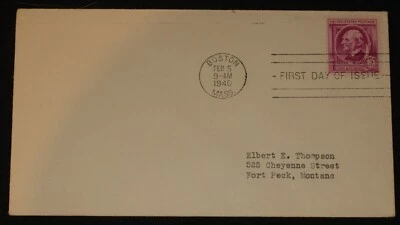 BOSTON
FEB 5
9-AM
1940
MASS.
FIRST DAY OF ISSUE
Elbert E. Thompson
525 Cheyenne Street
Fort Peck, Montana